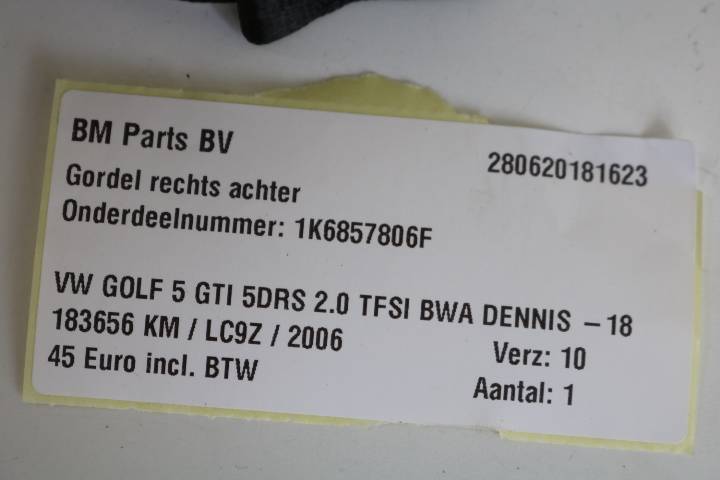 BM Parts BV
280620181623
Gordel rechts achter
Onderdeelnummer: 1K6857806F
VW GOLF 5 GTI 5DRS 2.0 TFSI BWA DENNIS – 18
183656 KM / LC9Z / 2006
Verz: 10
45 Euro incl. BTW
Aantal: 1